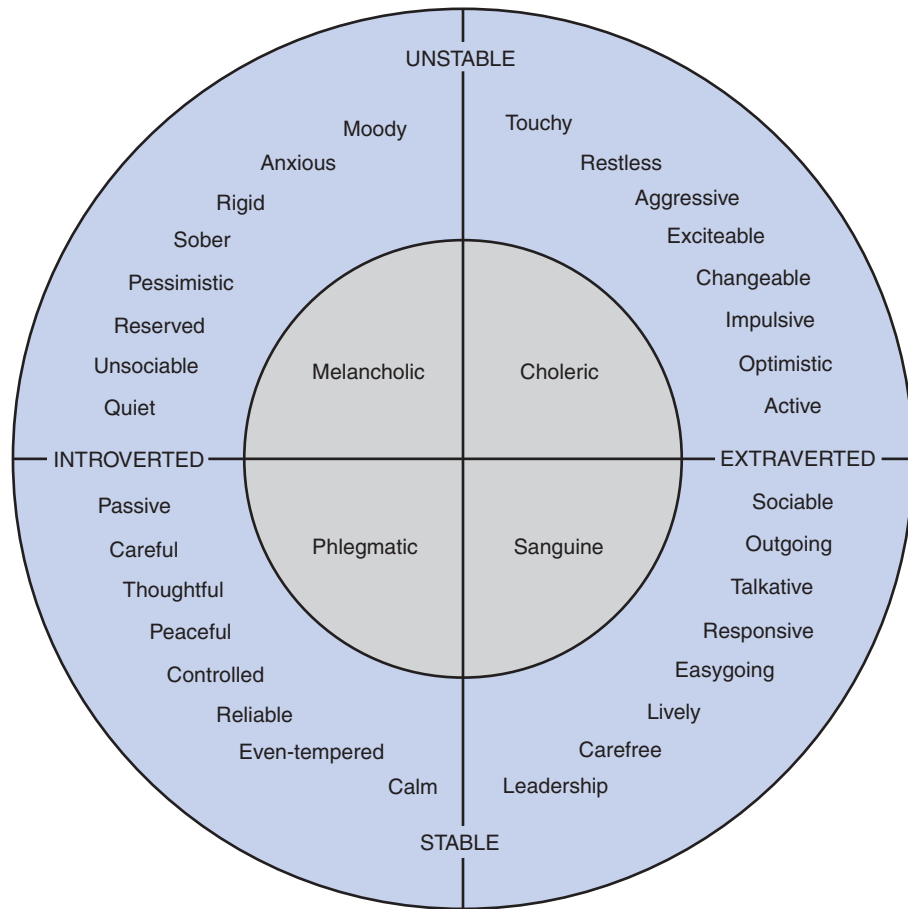 UNSTABLE
Moody
Touchy
Anxious
Restless
Rigid
Aggressive
Sober
Exciteable
Pessimistic
Changeable
Reserved
Impulsive
Unsociable
Melancholic
Choleric
Optimistic
Quiet
Active
INTROVERTED
EXTRAVERTED
Passive
Sociable
Careful
Phlegmatic
Sanguine
Outgoing
Thoughtful
Talkative
Peaceful
Responsive
Controlled
Easygoing
Reliable
Lively
Even-tempered
Carefree
Calm
Leadership
STABLE